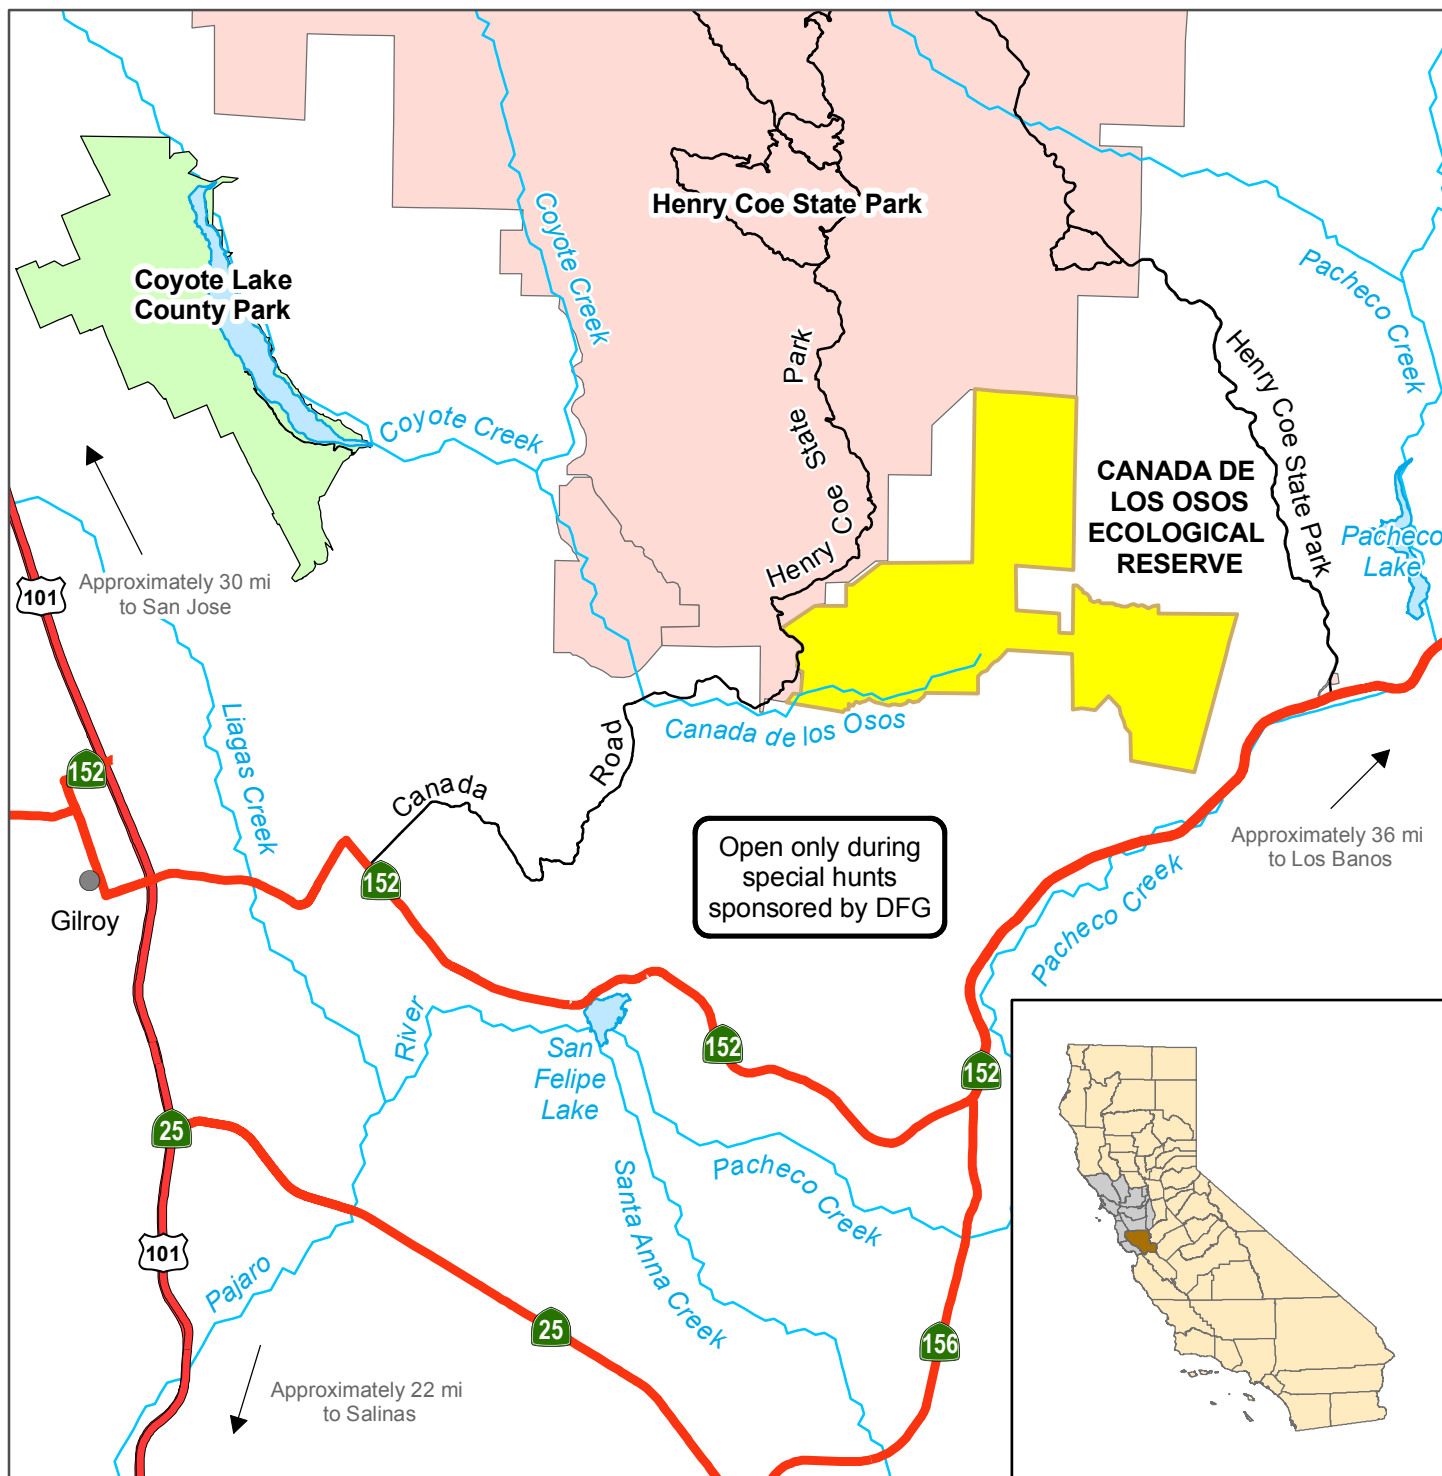 Henry Coe State Park
Coyote Creek
Coyote Lake
County Park
Pacheco Creek
Henry Coe State Park
Henry Coe State Park
Coyote Creek
CANADA DE
LOS OSOS
ECOLOGICAL
RESERVE
Pacheco
Lake
101
Approximately 30 mi
to San Jose
Liagas Creek
Canada de los Osos
152
Canada Road
Open only during
special hunts
sponsored by DFG
Approximately 36 mi
to Los Banos
152
Gilroy
Pacheco Creek
River
San
Felipe
Lake
152
152
25
Pacheco Creek
Santa Anna Creek
101
Pajaro
25
156
Approximately 22 mi
to Salinas